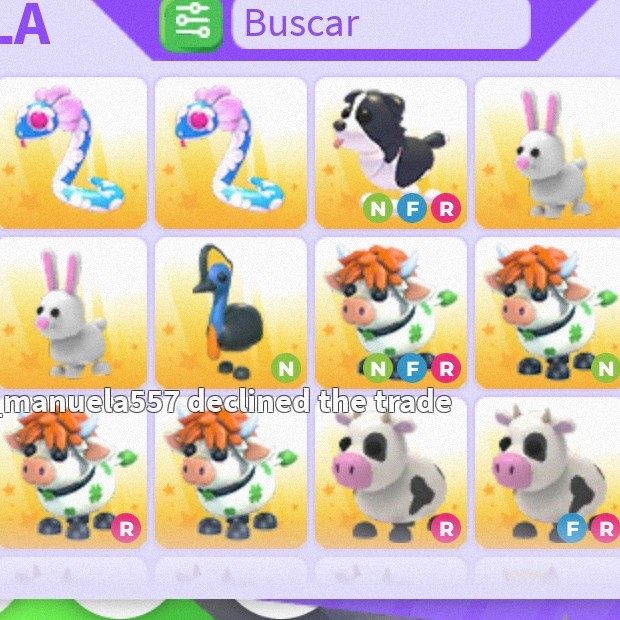 LA
Buscar
N F R
N
N F R
N
_manuela557 declined the trade
R
R
F R